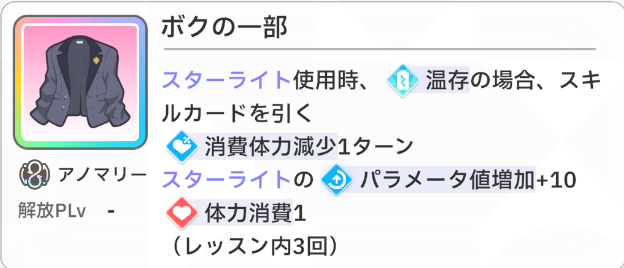 ボクの一部
スターライト使用時、温存の場合、スキ
ルカードを引く
消費体力減少1ターン
アノマリー
スターライトのパラメータ値増加+10
解放PLv -
体力消費1
(レッスン内3回)